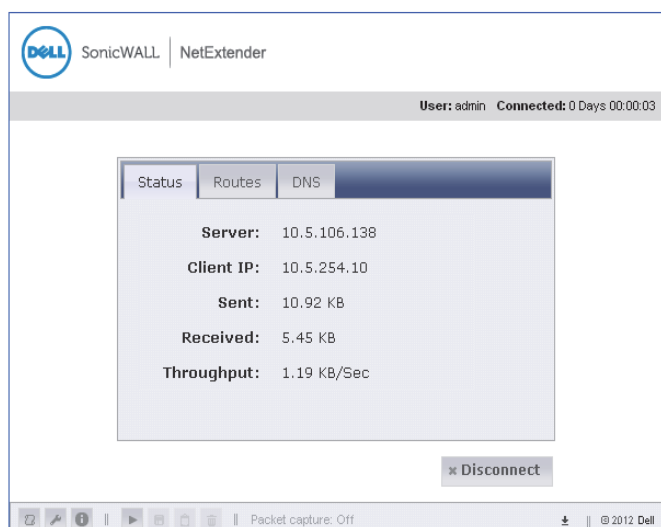 DELL SonicWALL | NetExtender
User: admin Connected: 0 Days 00:00:03
Status Routes DNS
Server: 10.5.106.138
Client IP: 10.5.254.10
Sent: 10.92 KB
Received: 5.45 KB
Throughput: 1.19 KB/Sec
× Disconnect
Packet capture: Off
© 2012 Dell